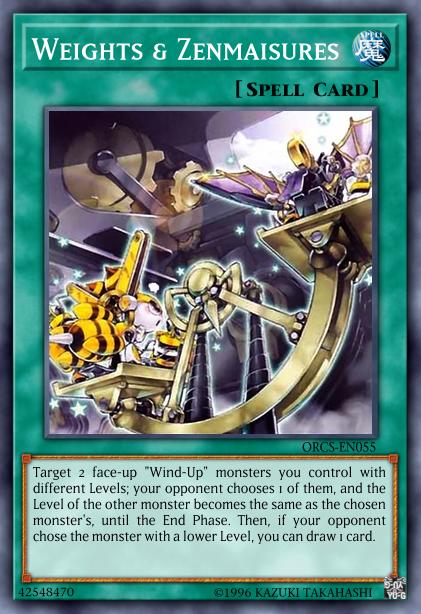 Weights & Zenmaisures
SPELL
魔
[ Spell Card ]
ORCS-EN055
Target 2 face-up "Wind-Up" monsters you control with
different Levels; your opponent chooses 1 of them, and the
Level of the other monster becomes the same as the chosen
monster's, until the End Phase. Then, if your opponent
chose the monster with a lower Level, you can draw 1 card.
42548470
©1996 KAZUKI TAKAHASHI